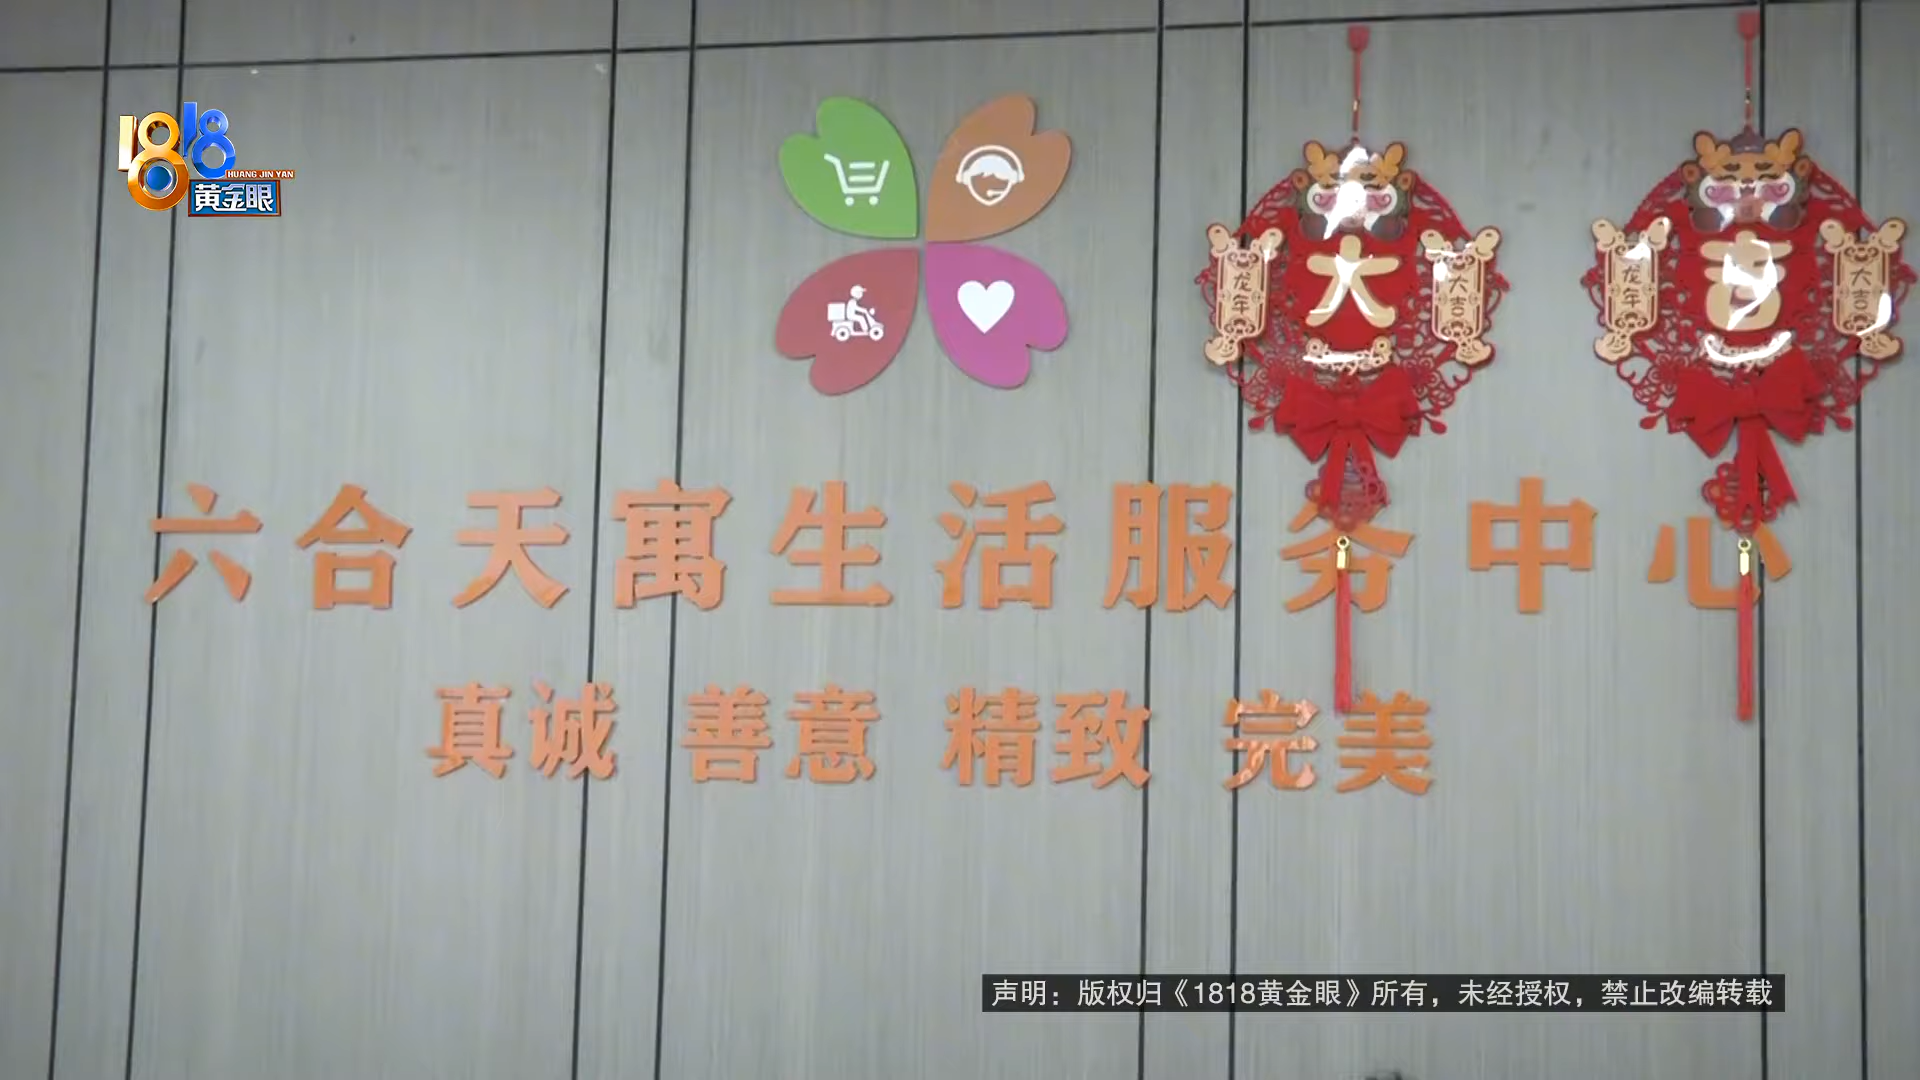 1818
HUANG JIN YAN
黄金眼
大
龙年
大吉
吉
龙年
大吉
六合天寓生活服务中心
真诚 善意 精致 完美
声明：版权归《1818黄金眼》所有，未经授权，禁止改编转载